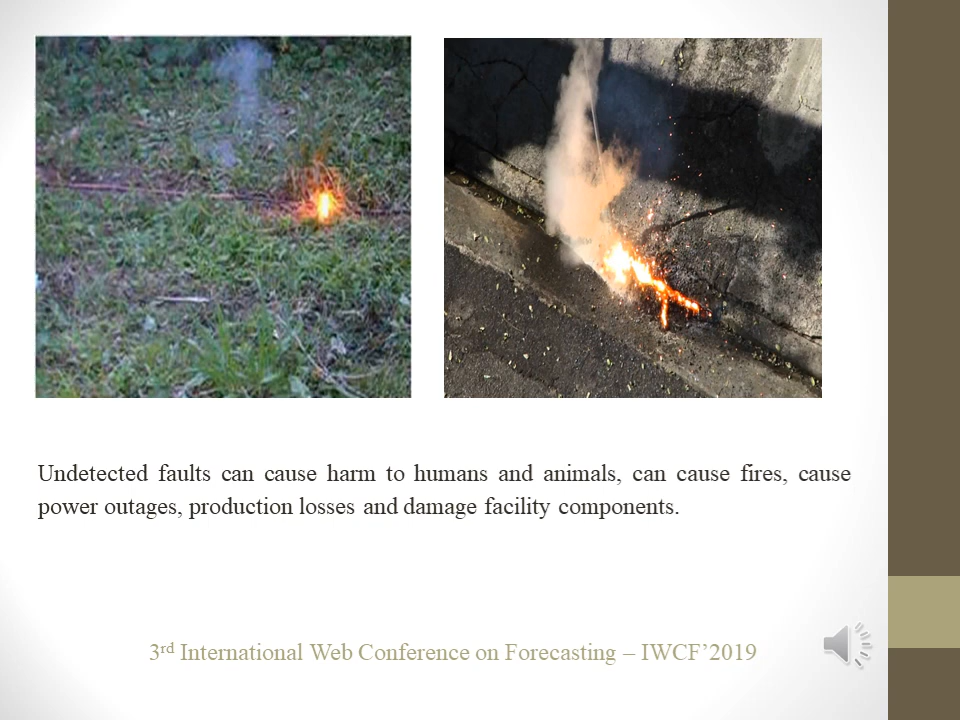 Undetected faults can cause harm to humans and animals, can cause fires, cause
power outages, production losses and damage facility components.
3rd International Web Conference on Forecasting – IWCF’2019